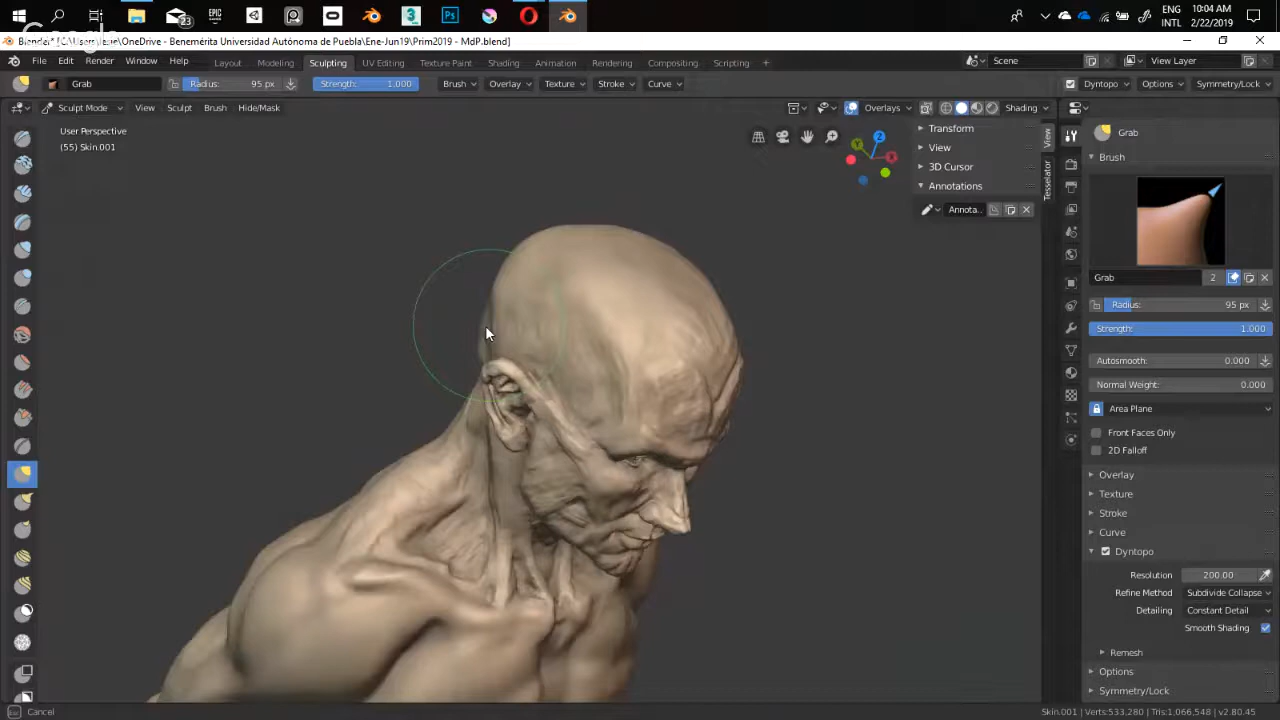 ENG
INTL
10:04 AM
2/22/2019
23
EPIC
Google
Blende* [C:\Users\
\OneDrive - Benemérita Universidad Autónoma de Puebla\Ene-Jun19\Prim2019 - MdP.blend]
File Edit Render Window Help
Layout Modeling Sculpting UV Editing Texture Paint Shading Animation Rendering Compositing Scripting +
Scene
View Layer
Grab
Radius: 95 px
Strength: 1.000
Brush
Overlay
Texture
Stroke
Curve
Dyntopo
Options
Symmetry/Lock
Sculpt Mode
View Sculpt Brush Hide/Mask
Overlays
Shading
User Perspective
(55) Skin.001
Z
X
Y
Transform
View
3D Cursor
Annotations
Annota..
View
Tesselator
Grab
Brush
Grab
2
Radius: 95 px
Strength: 1.000
Autosmooth: 0.000
Normal Weight: 0.000
Area Plane
Front Faces Only
2D Falloff
Overlay
Texture
Stroke
Curve
Dyntopo
Resolution 200.00
Refine Method Subdivide Collapse
Detailing Constant Detail
Smooth Shading
Remesh
Options
Symmetry/Lock
Cancel
Skin.001 | Verts:533,280 | Tris:1,066,548 | v2.80.45